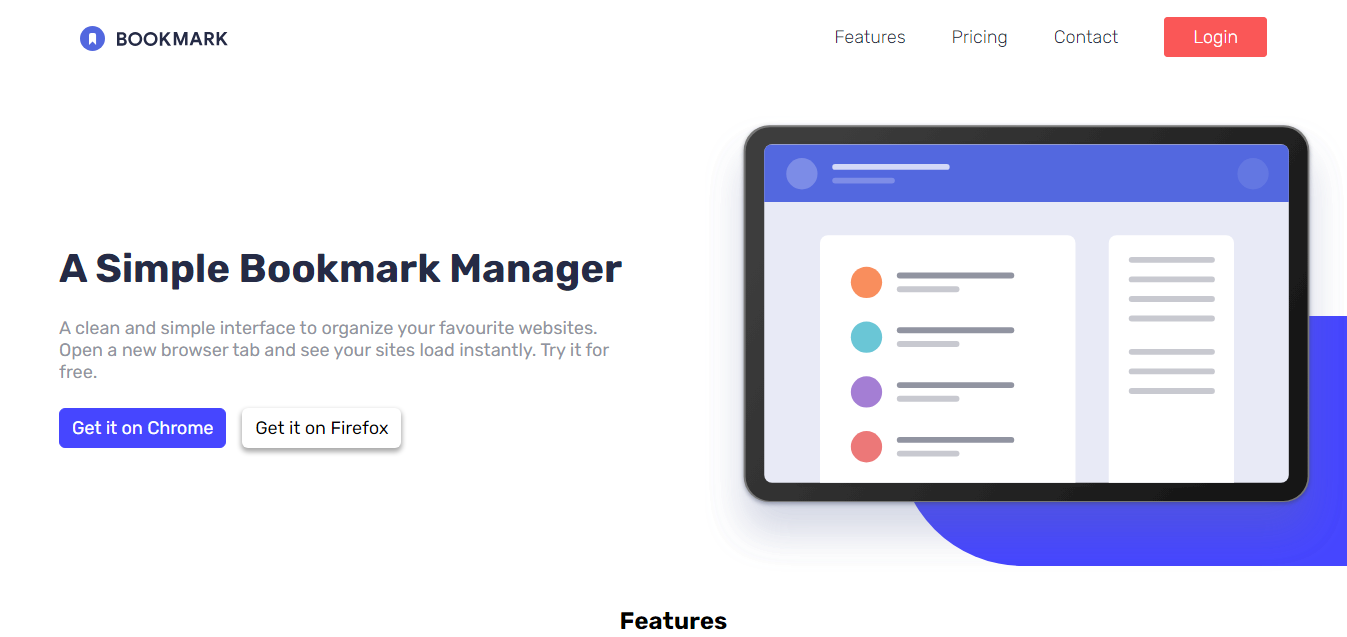 BOOKMARK
Features
Pricing
Contact
Login
A Simple Bookmark Manager
A clean and simple interface to organize your favourite websites.
Open a new browser tab and see your sites load instantly. Try it for
free.
Get it on Chrome
Get it on Firefox
Features